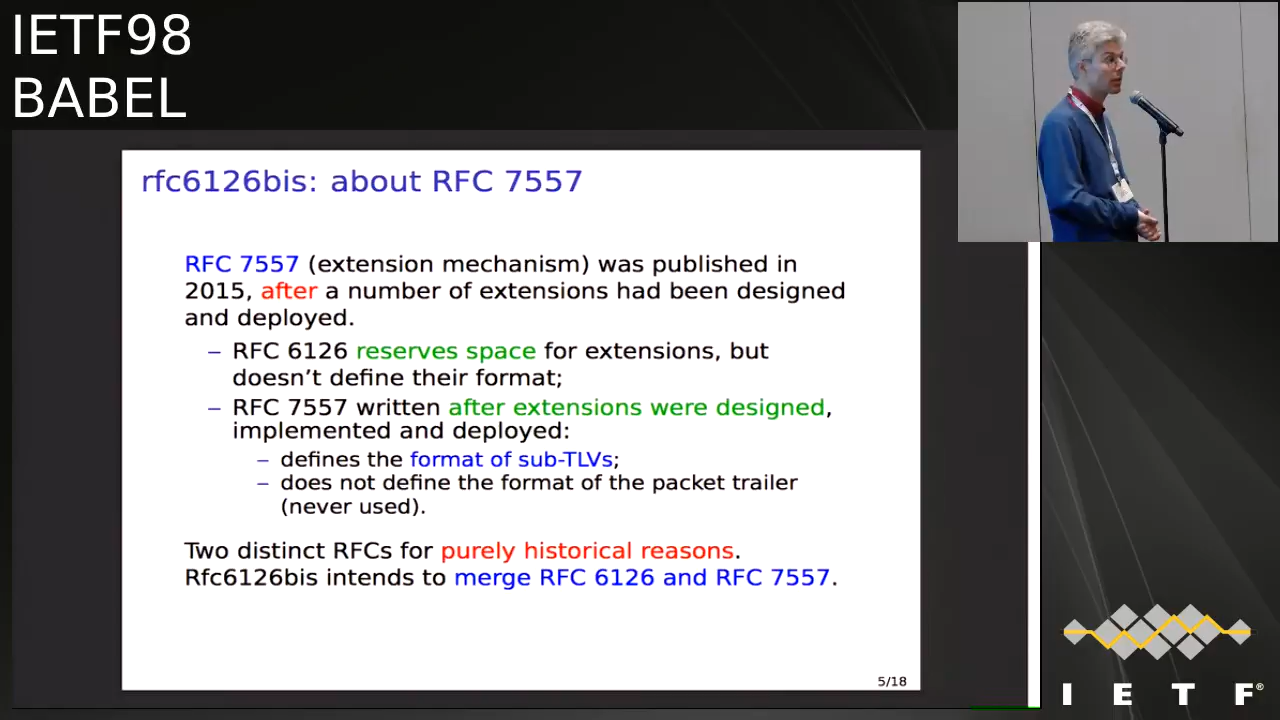 IETF98
BABEL
rfc6126bis: about RFC 7557
RFC 7557 (extension mechanism) was published in
2015, after a number of extensions had been designed
and deployed.
– RFC 6126 reserves space for extensions, but
doesn’t define their format;
– RFC 7557 written after extensions were designed,
implemented and deployed:
– defines the format of sub-TLVs;
– does not define the format of the packet trailer
(never used).
Two distinct RFCs for purely historical reasons.
Rfc6126bis intends to merge RFC 6126 and RFC 7557.
5/18
I E T F®